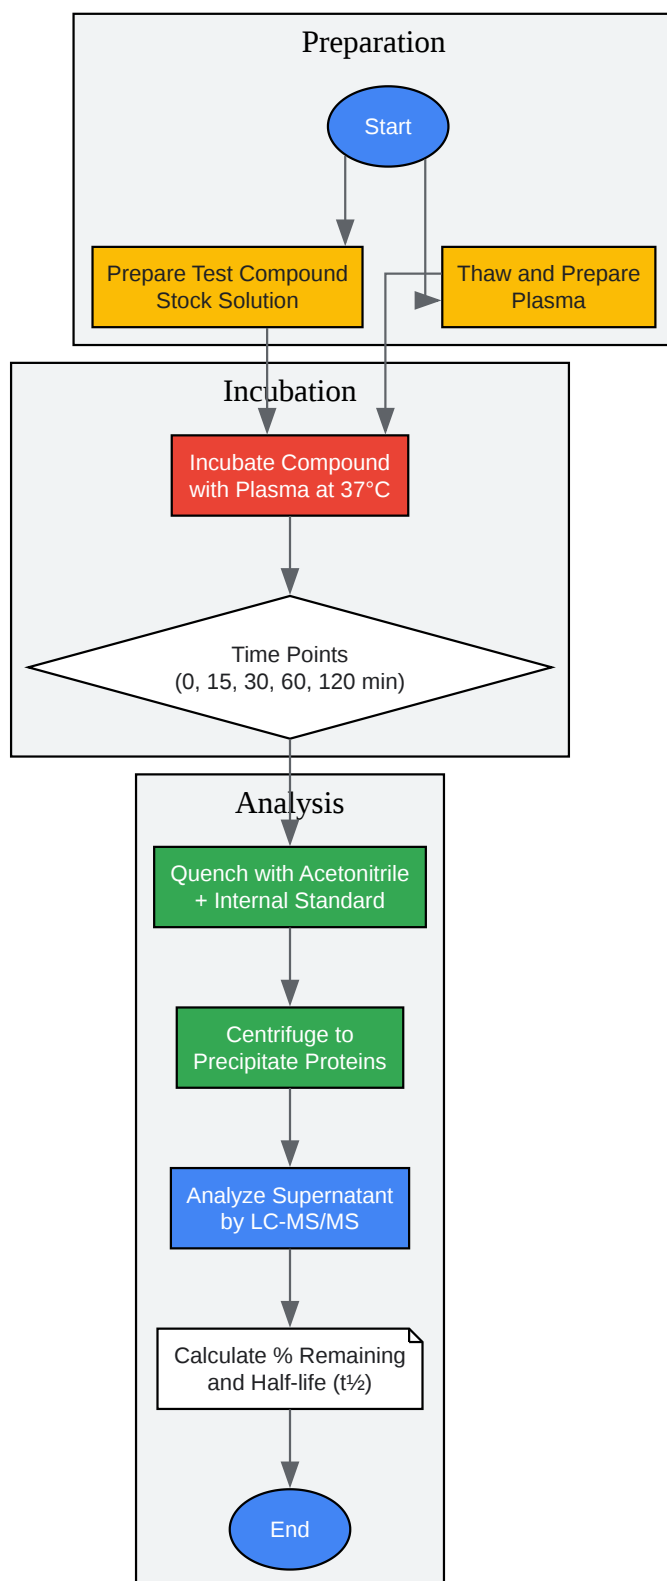 Preparation
Start
Prepare Test Compound
Stock Solution
Thaw and Prepare
Plasma
Incubation
Incubate Compound
with Plasma at 37°C
Time Points
(0, 15, 30, 60, 120 min)
Analysis
Quench with Acetonitrile
+ Internal Standard
Centrifuge to
Precipitate Proteins
Analyze Supernatant
by LC-MS/MS
Calculate % Remaining
and Half-life (t½)
End